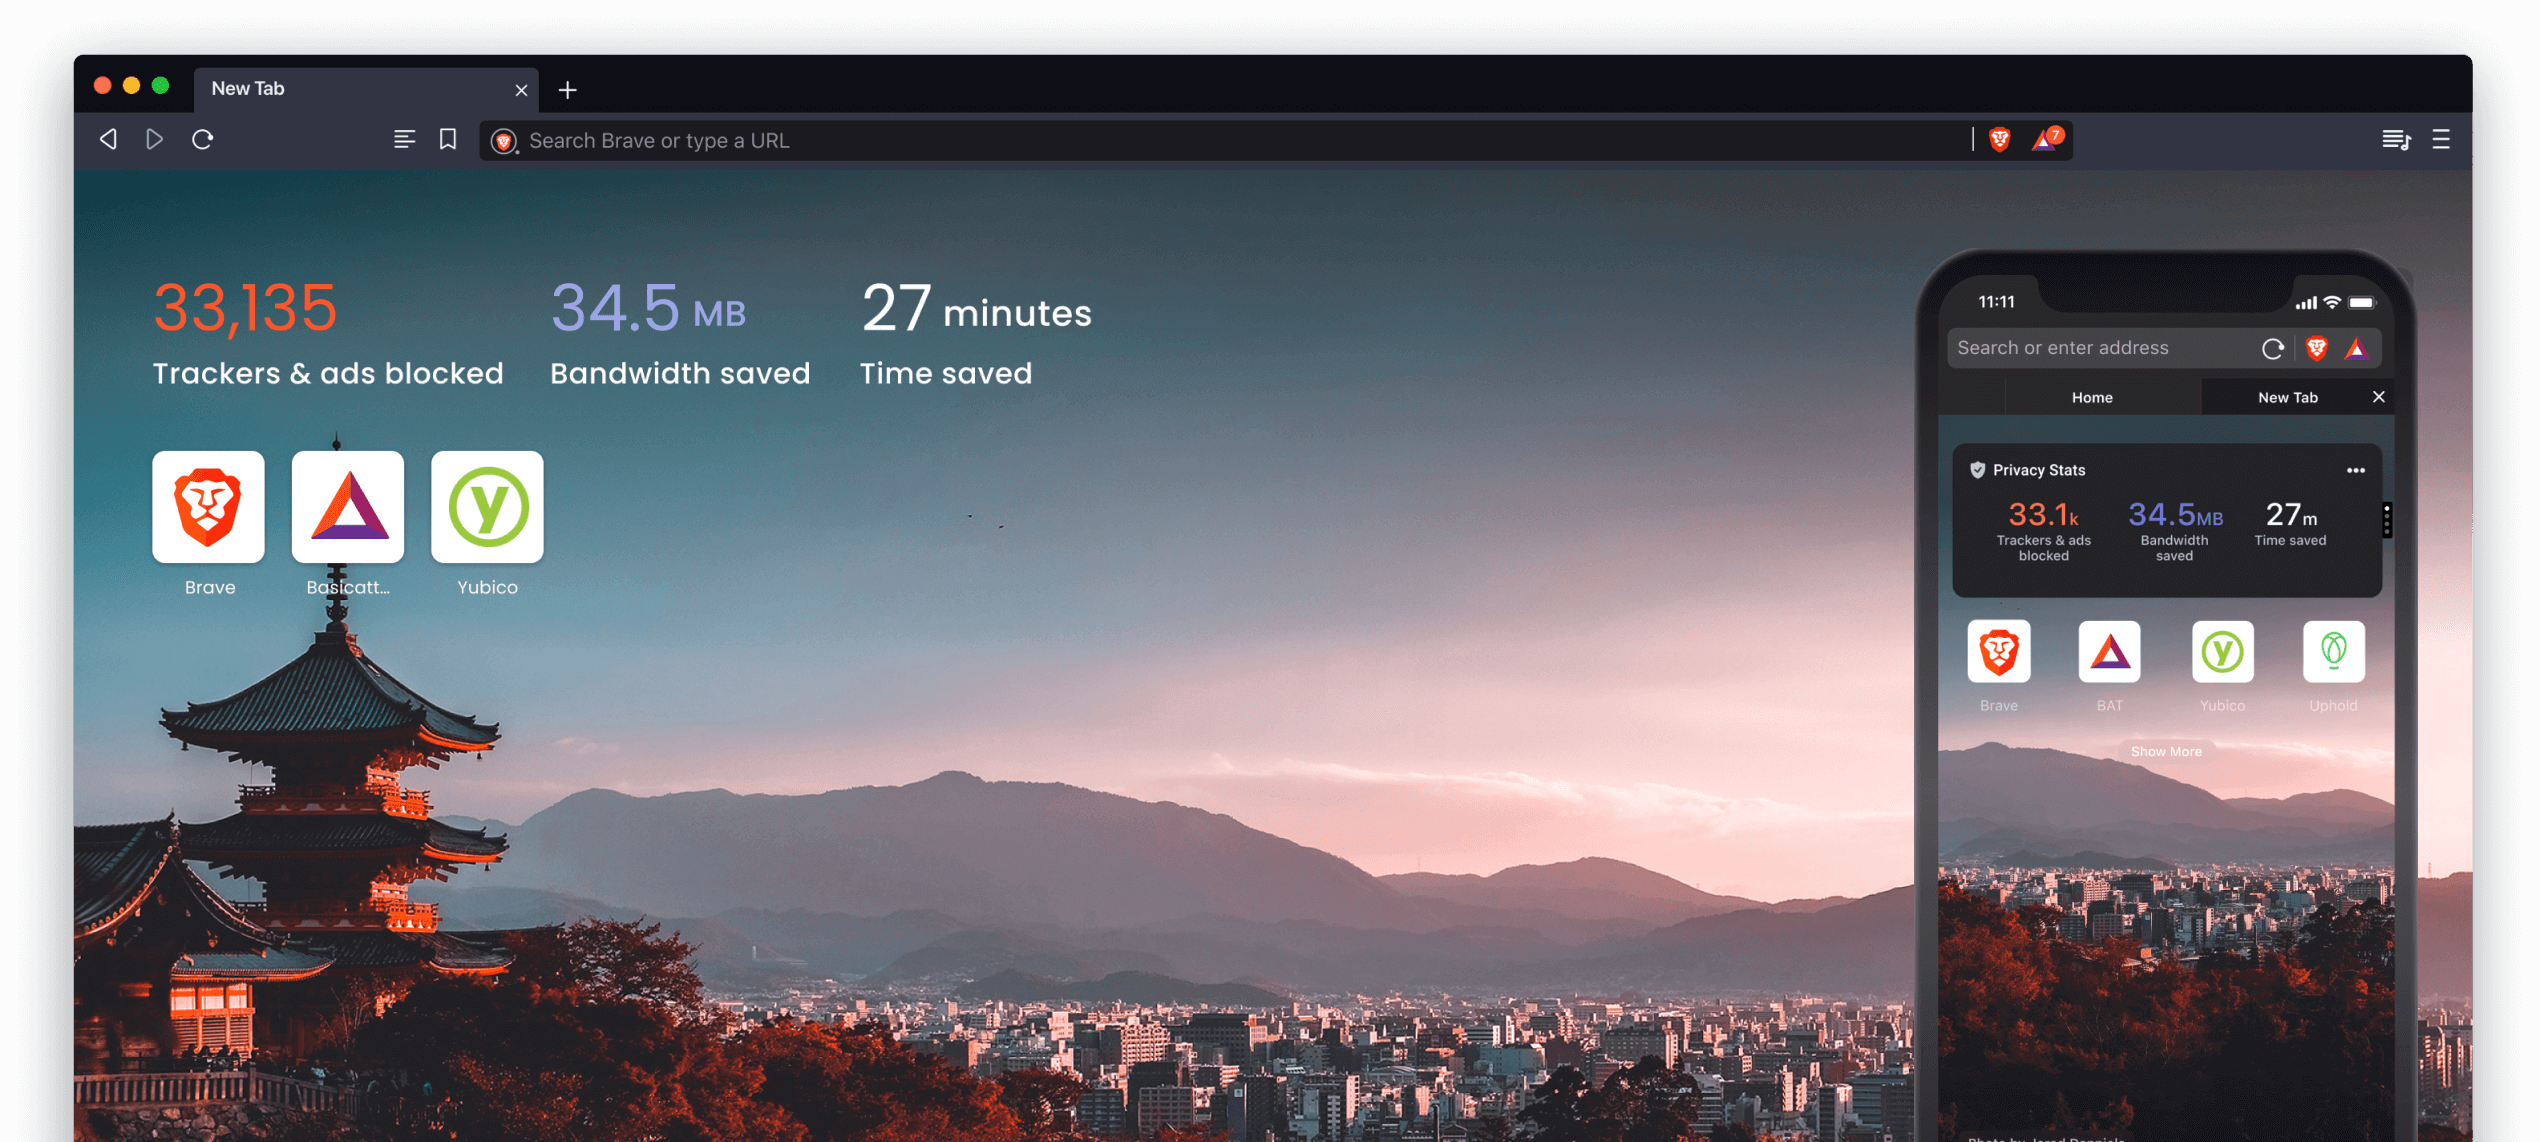 New Tab
Search Brave or type a URL
7
33,135
Trackers & ads blocked
34.5 MB
Bandwidth saved
27 minutes
Time saved
Brave
Basicatt...
Yubico
11:11
Search or enter address
Home
New Tab
Privacy Stats
33.1k
Trackers & ads
blocked
34.5MB
Bandwidth
saved
27m
Time saved
Brave
BAT
Yubico
Uphold
Show More